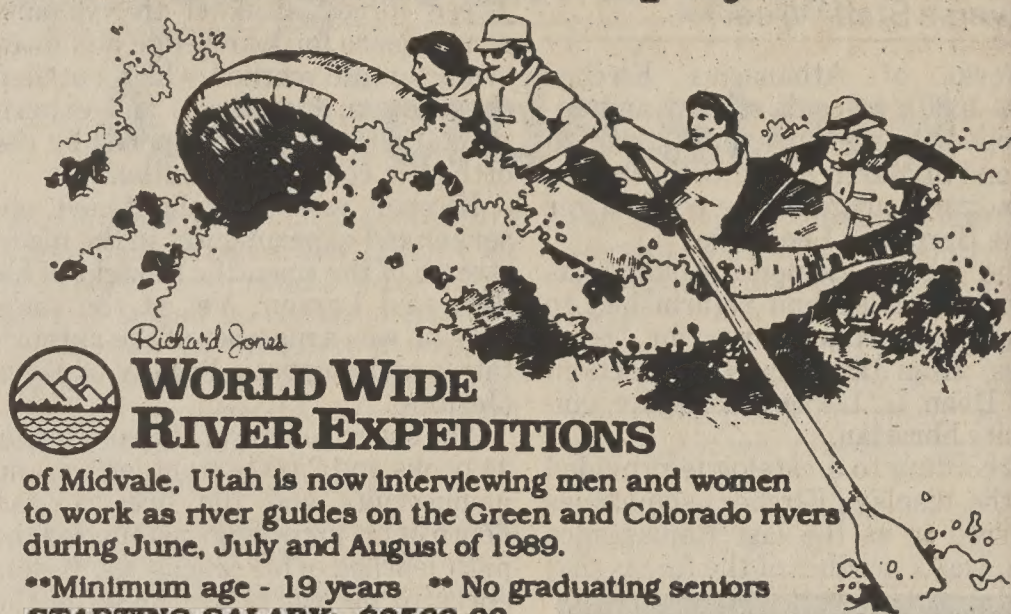 Richard Jones
WORLD WIDE
RIVER EXPEDITIONS
of Midvale, Utah is now interviewing men and women
to work as river guides on the Green and Colorado rivers
during June, July and August of 1989.
**Minimum age - 19 years ** No graduating seniors
STARTING SALARY